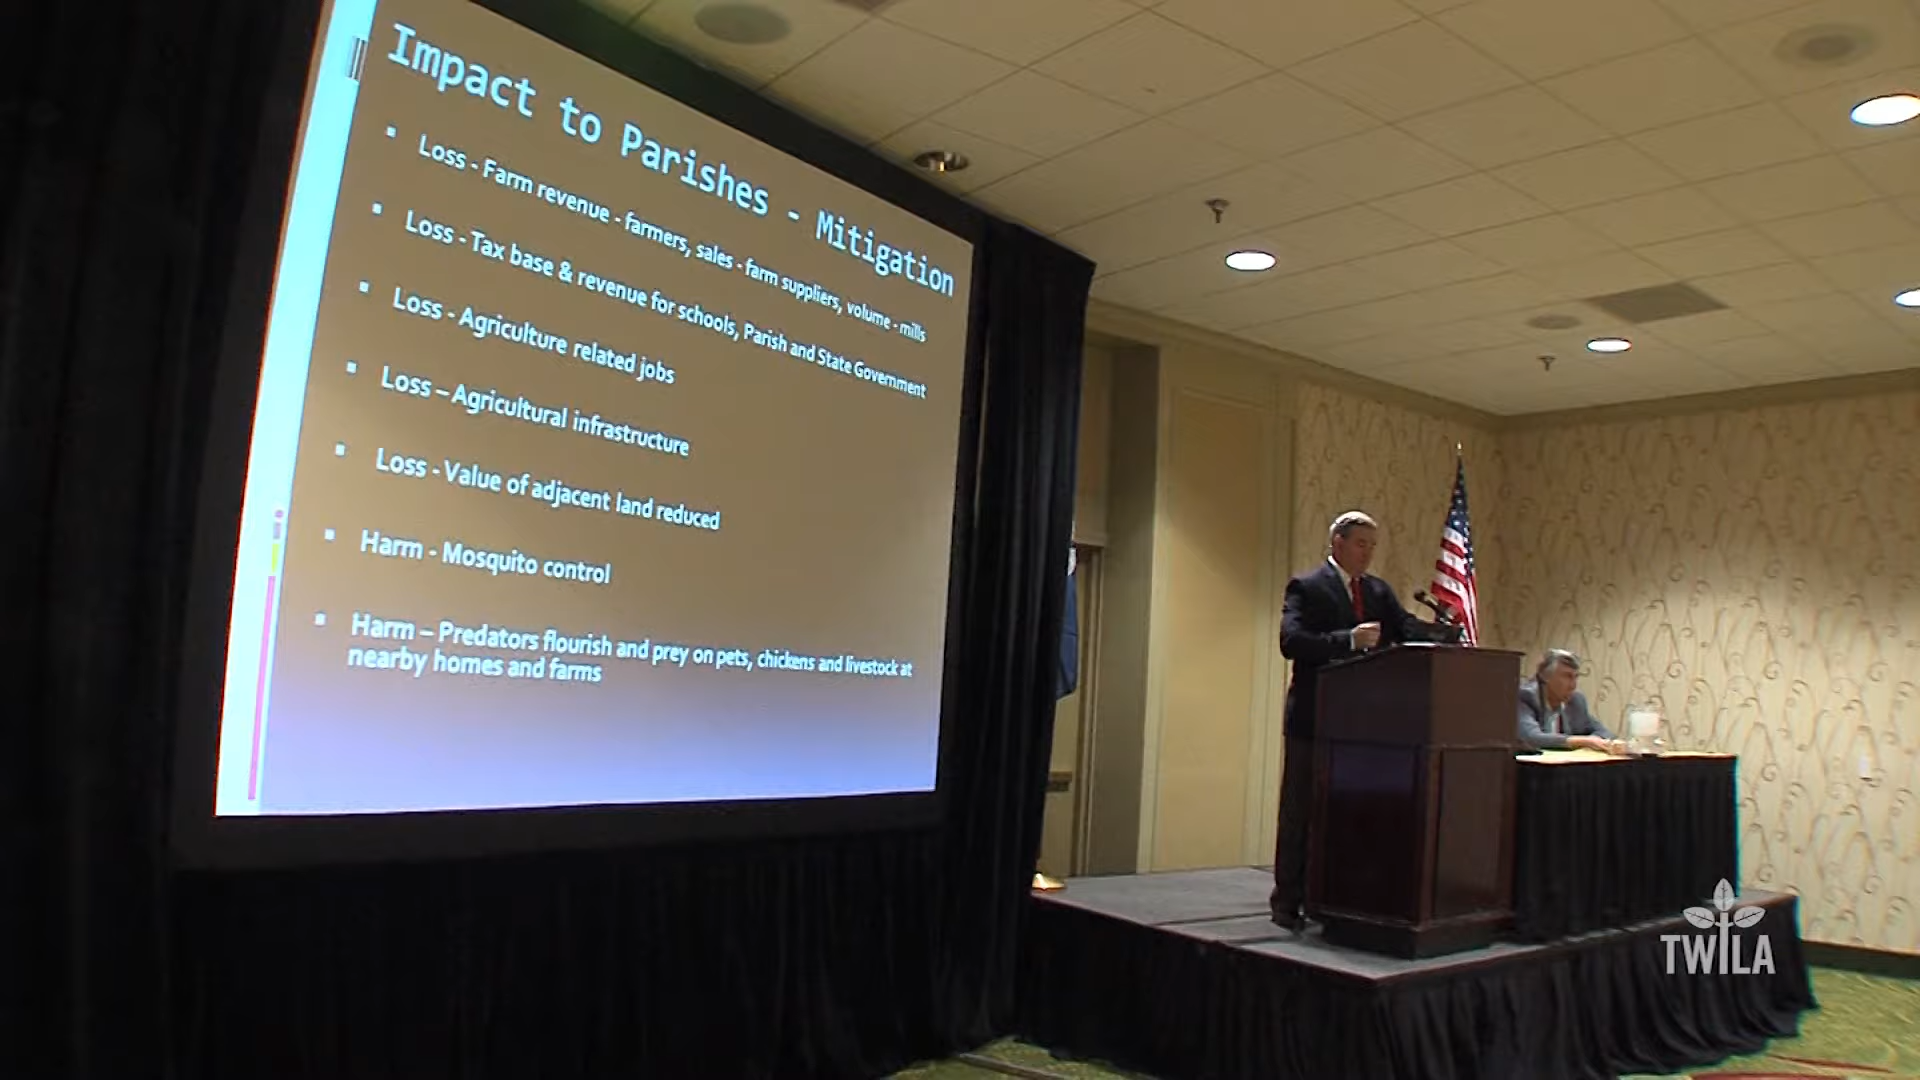 Impact to Parishes - Mitigation
Loss - Farm revenue - farmers, sales - farm suppliers, volume - mills
Loss - Tax base & revenue for schools, Parish and State Government
Loss - Agriculture related jobs
Loss – Agricultural infrastructure
Loss - Value of adjacent land reduced
Harm - Mosquito control
Harm – Predators flourish and prey on pets, chickens and livestock at
nearby homes and farms
TWILA